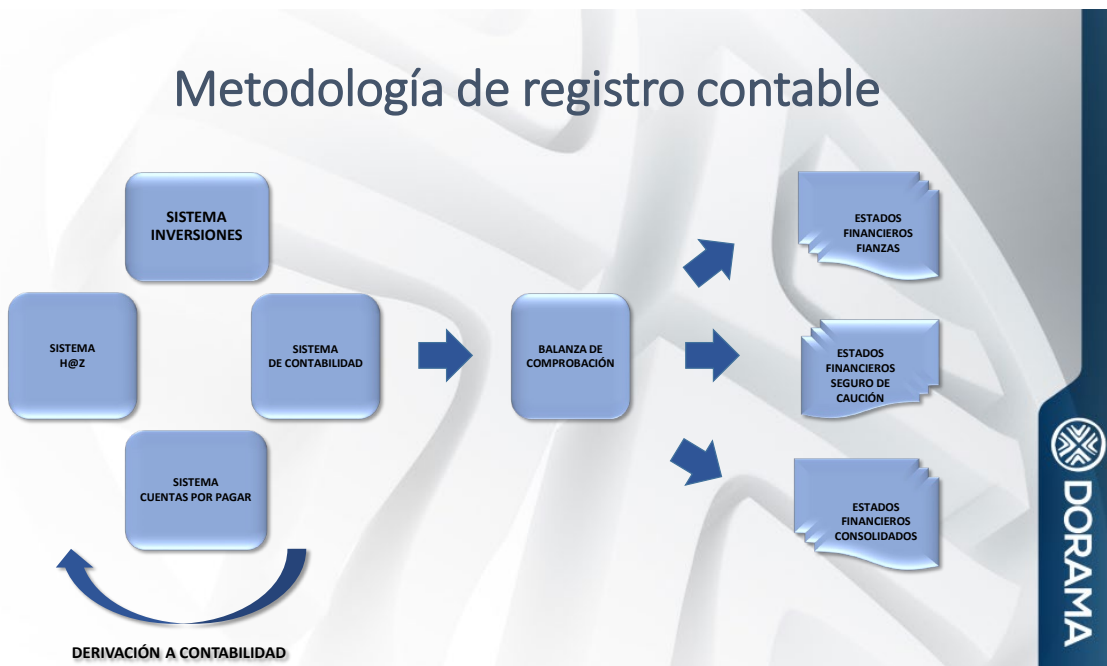 Metodología de registro contable
SISTEMA
INVERSIONES
SISTEMA
H@Z
SISTEMA
DE CONTABILIDAD
SISTEMA
CUENTAS POR PAGAR
DERIVACIÓN A CONTABILIDAD
BALANZA DE
COMPROBACIÓN
ESTADOS
FINANCIEROS
FIANZAS
ESTADOS
FINANCIEROS
SEGURO DE
CAUCIÓN
ESTADOS
FINANCIEROS
CONSOLIDADOS
DORAMA